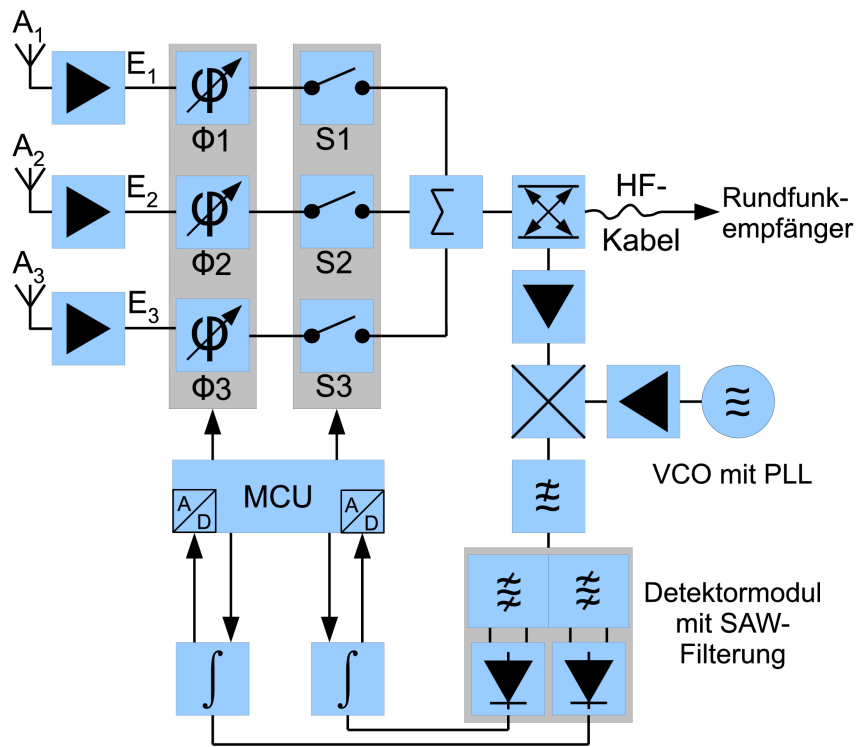 A1
E1
Φ1
S1
A2
E2
Φ2
S2
Σ
HF-
Kabel
Rundfunk-
empfänger
A3
E3
Φ3
S3
φ
φ
φ
VCO mit PLL
MCU
A
D
A
D
Detektormodul
mit SAW-
Filterung
∫
∫